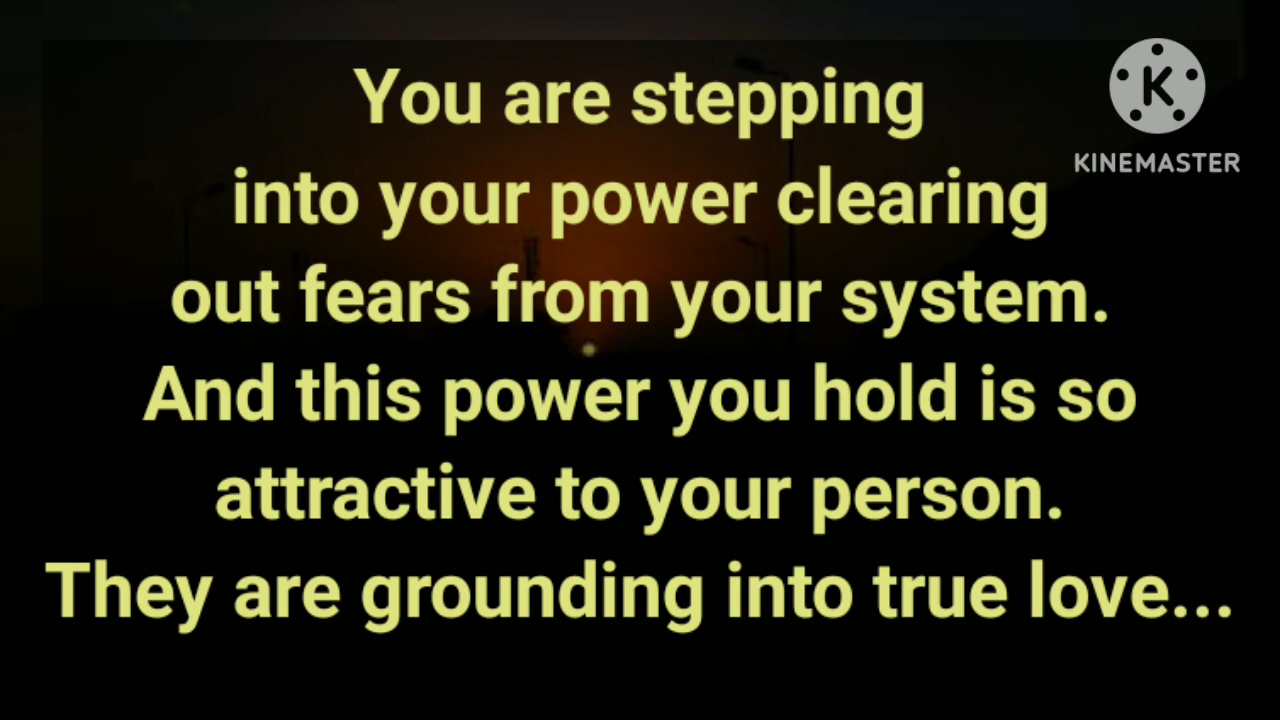 You are stepping
into your power clearing
out fears from your system.
And this power you hold is so
attractive to your person.
They are grounding into true love...
K
KINEMASTER